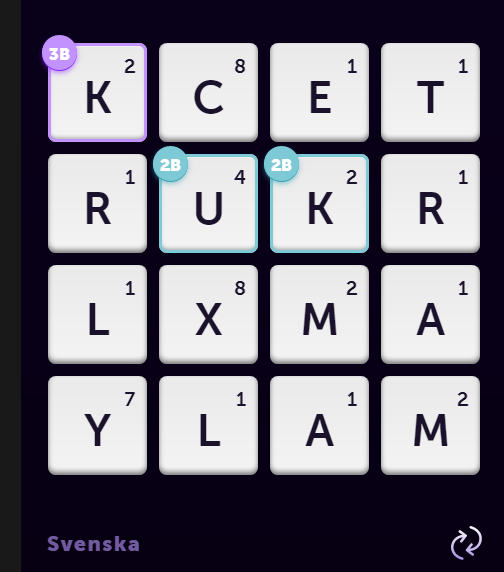 3B K 2 C 8 E 1 T 1
R 1 2B U 4 2B K 2 R 1
L 1 X 8 M 2 A 1
Y 7 L 1 A 1 M 2
Svenska